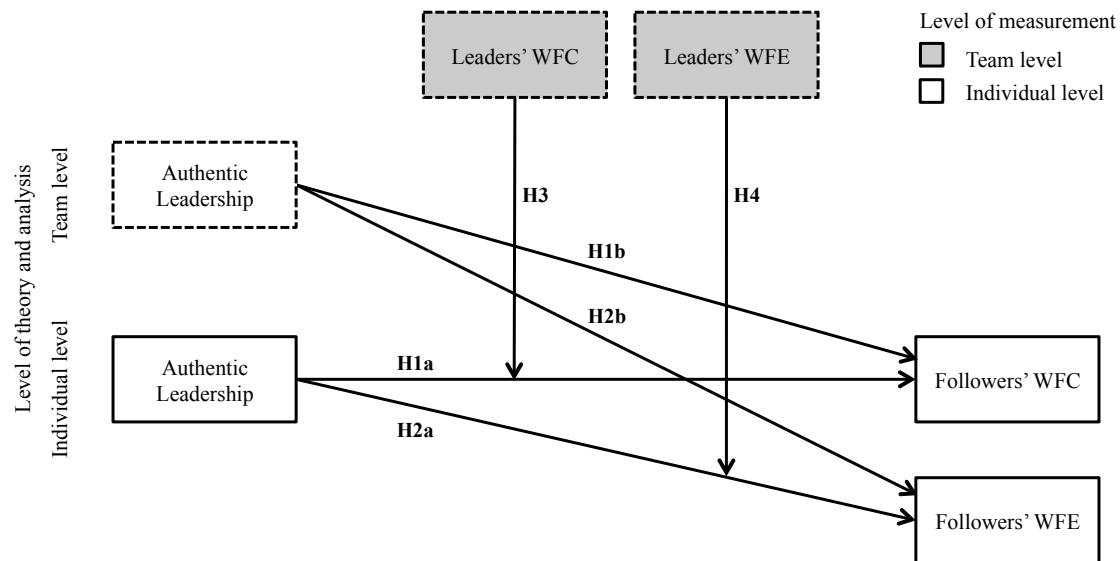 Level of measurement
Team level
Individual level
Leaders’ WFC
Leaders’ WFE
Level of theory and analysis
Team level
Individual level
Authentic
Leadership
H3
H4
H1b
H2b
Authentic
Leadership
H1a
H2a
Followers’ WFC
Followers’ WFE